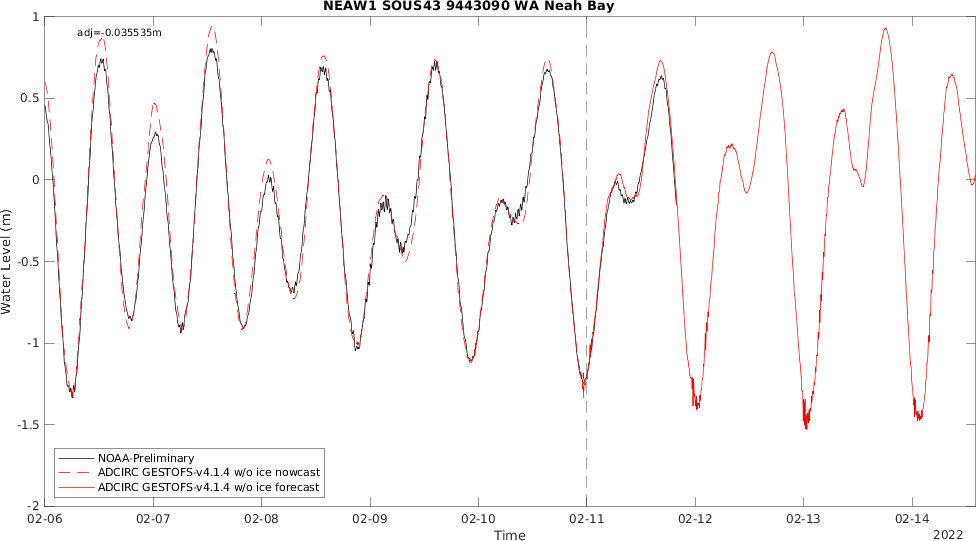 NEAW1 SOUS43 9443090 WA Neah Bay
adj=-0.035535m
1
0.5
0
-0.5
-1
-1.5
-2
Water Level (m)
NOAA-Preliminary
ADCIRC GESTOFS-v4.1.4 w/o ice nowcast
ADCIRC GESTOFS-v4.1.4 w/o ice forecast
02-06 02-07 02-08 02-09 02-10 02-11 02-12 02-13 02-14
Time
2022